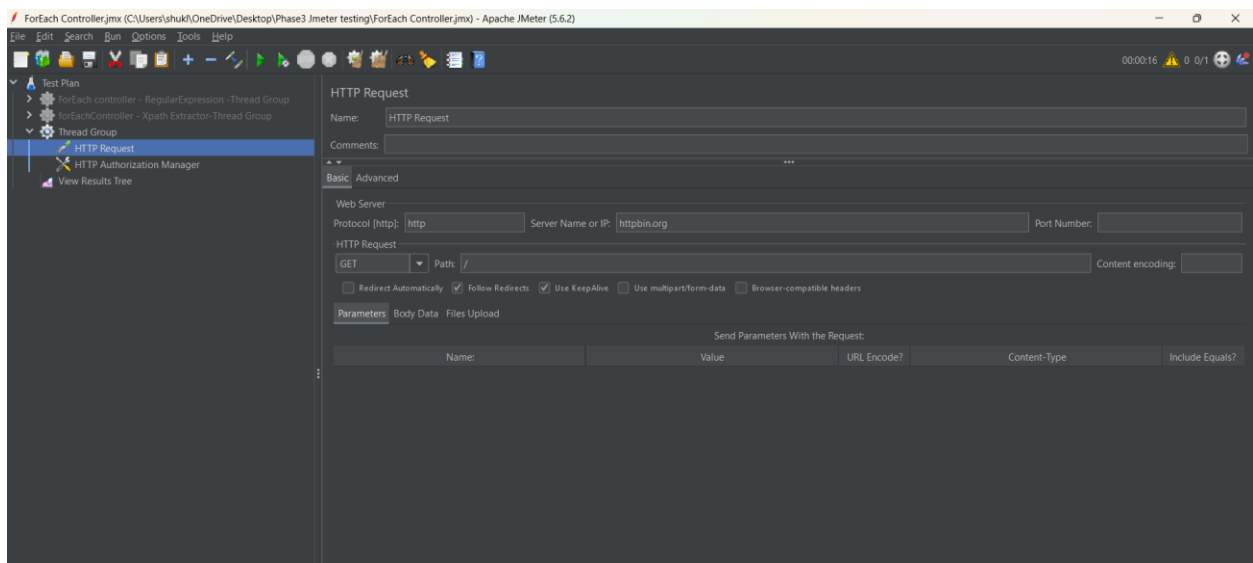 ForEach Controller.jmx (C:\Users\shukl\OneDrive\Desktop\Phase3 Jmeter testing\ForEach Controller.jmx) - Apache JMeter (5.6.2)
File Edit Search Run Options Tools Help
00:00:16 0 0/1
Test Plan
ForEach controller - RegularExpression -Thread Group
forEachController - Xpath Extractor-Thread Group
Thread Group
HTTP Request
HTTP Authorization Manager
View Results Tree
HTTP Request
Name: HTTP Request
Comments:
Basic Advanced
Web Server
Protocol [http]: http Server Name or IP: httpbin.org Port Number:
HTTP Request
GET Path: / Content encoding:
Redirect Automatically Follow Redirects Use KeepAlive Use multipart/form-data Browser-compatible headers
Parameters Body Data Files Upload
Send Parameters With the Request:
Name: Value URL Encode? Content-Type Include Equals?